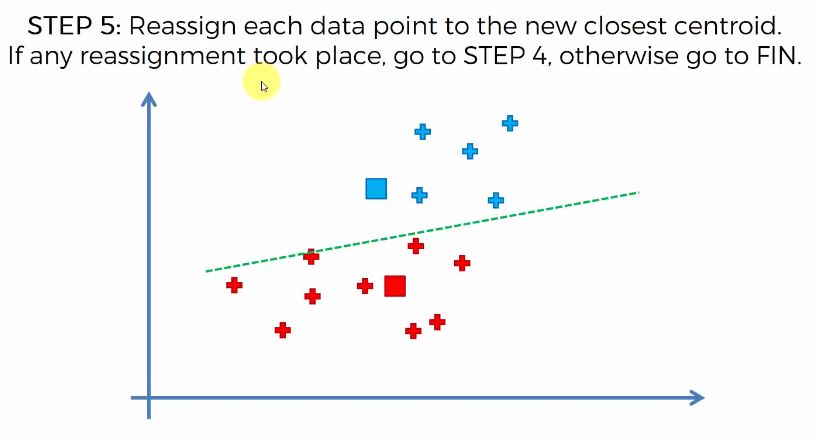 STEP 5: Reassign each data point to the new closest centroid.
If any reassignment took place, go to STEP 4, otherwise go to FIN.